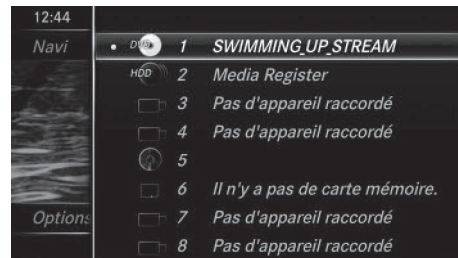 12:44
Navi
• DVD 1 SWIMMING_UP_STREAM
HDD 2 Media Register
3 Pas d'appareil raccordé
4 Pas d'appareil raccordé
5
6 Il n'y a pas de carte mémoire.
Options 7 Pas d'appareil raccordé
8 Pas d'appareil raccordé